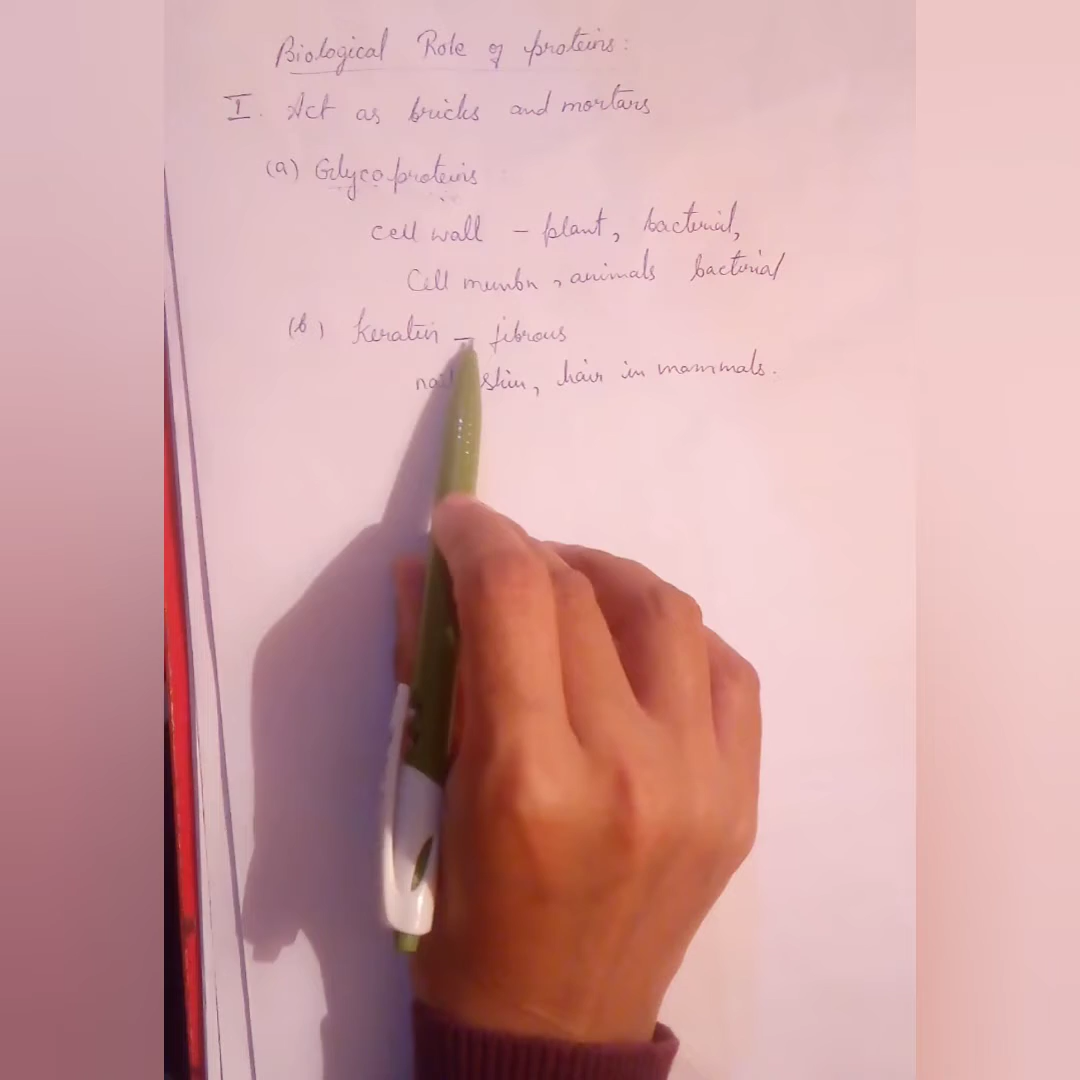 Biological Role of proteins:
I. Act as bricks and mortars
(a) Glycoproteins
cell wall - plant, bacterial,
Cell membn, animals bacterial
(b) Keratin - fibrous
skin, hair in mammals.